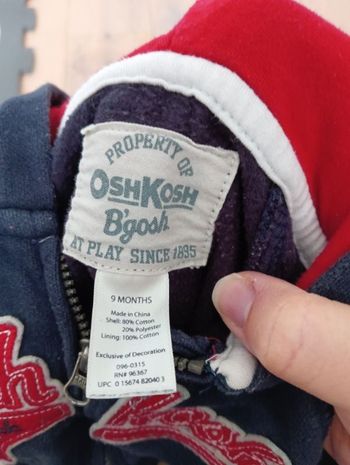 PROPERTY OF
OSHKOSH
B'gosh
AT PLAY SINCE 1895
9 MONTHS
Made in China
Shell: 80% Cotton
20% Polyester
Lining: 100% Cotton
Exclusive of Decoration
096-0315
RN# 96367
UPC 0 15674 82040 3